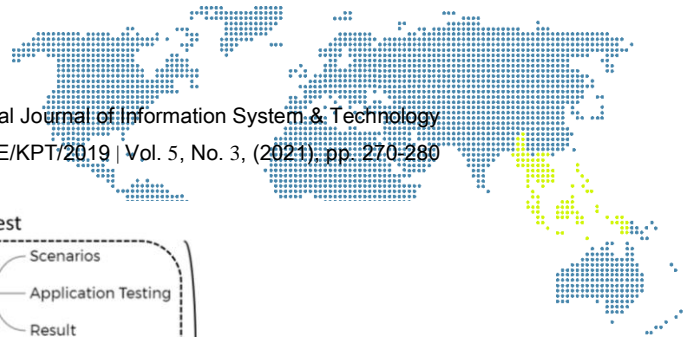 al Journal of Information System & Technology
E/KPT/2019 | Vol. 5, No. 3, (2021), pp. 270-280
est
Scenarios
Application Testing
Result